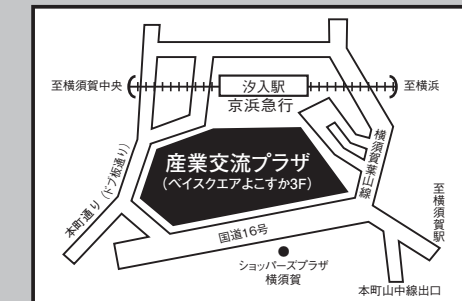 至横須賀中央
汐入駅
至横浜
京浜急行
産業交流プラザ
(ベイスクエアよこすか3F)
横須賀葉山線
本町通り(ドブ板通り)
至横須賀駅
国道16号
ショッパーズプラザ
横須賀
本町山中線出口